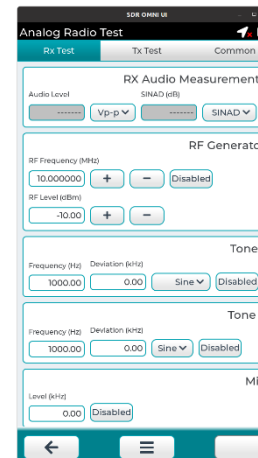 SDR OMNI UI
Analog Radio Test
Rx Test Tx Test Common
RX Audio Measurement
Audio Level SINAD (dB)
------- Vp-p ------- SINAD
RF Generato
RF Frequency (MHz)
10.000000 + − Disabled
RF Level (dBm)
-10.00 + −
Tone
Frequency (Hz) Deviation (kHz)
1000.00 0.00 Sine Disabled
Tone
Frequency (Hz) Deviation (kHz)
1000.00 0.00 Sine Disabled
Mi
Level (kHz)
0.00 Disabled